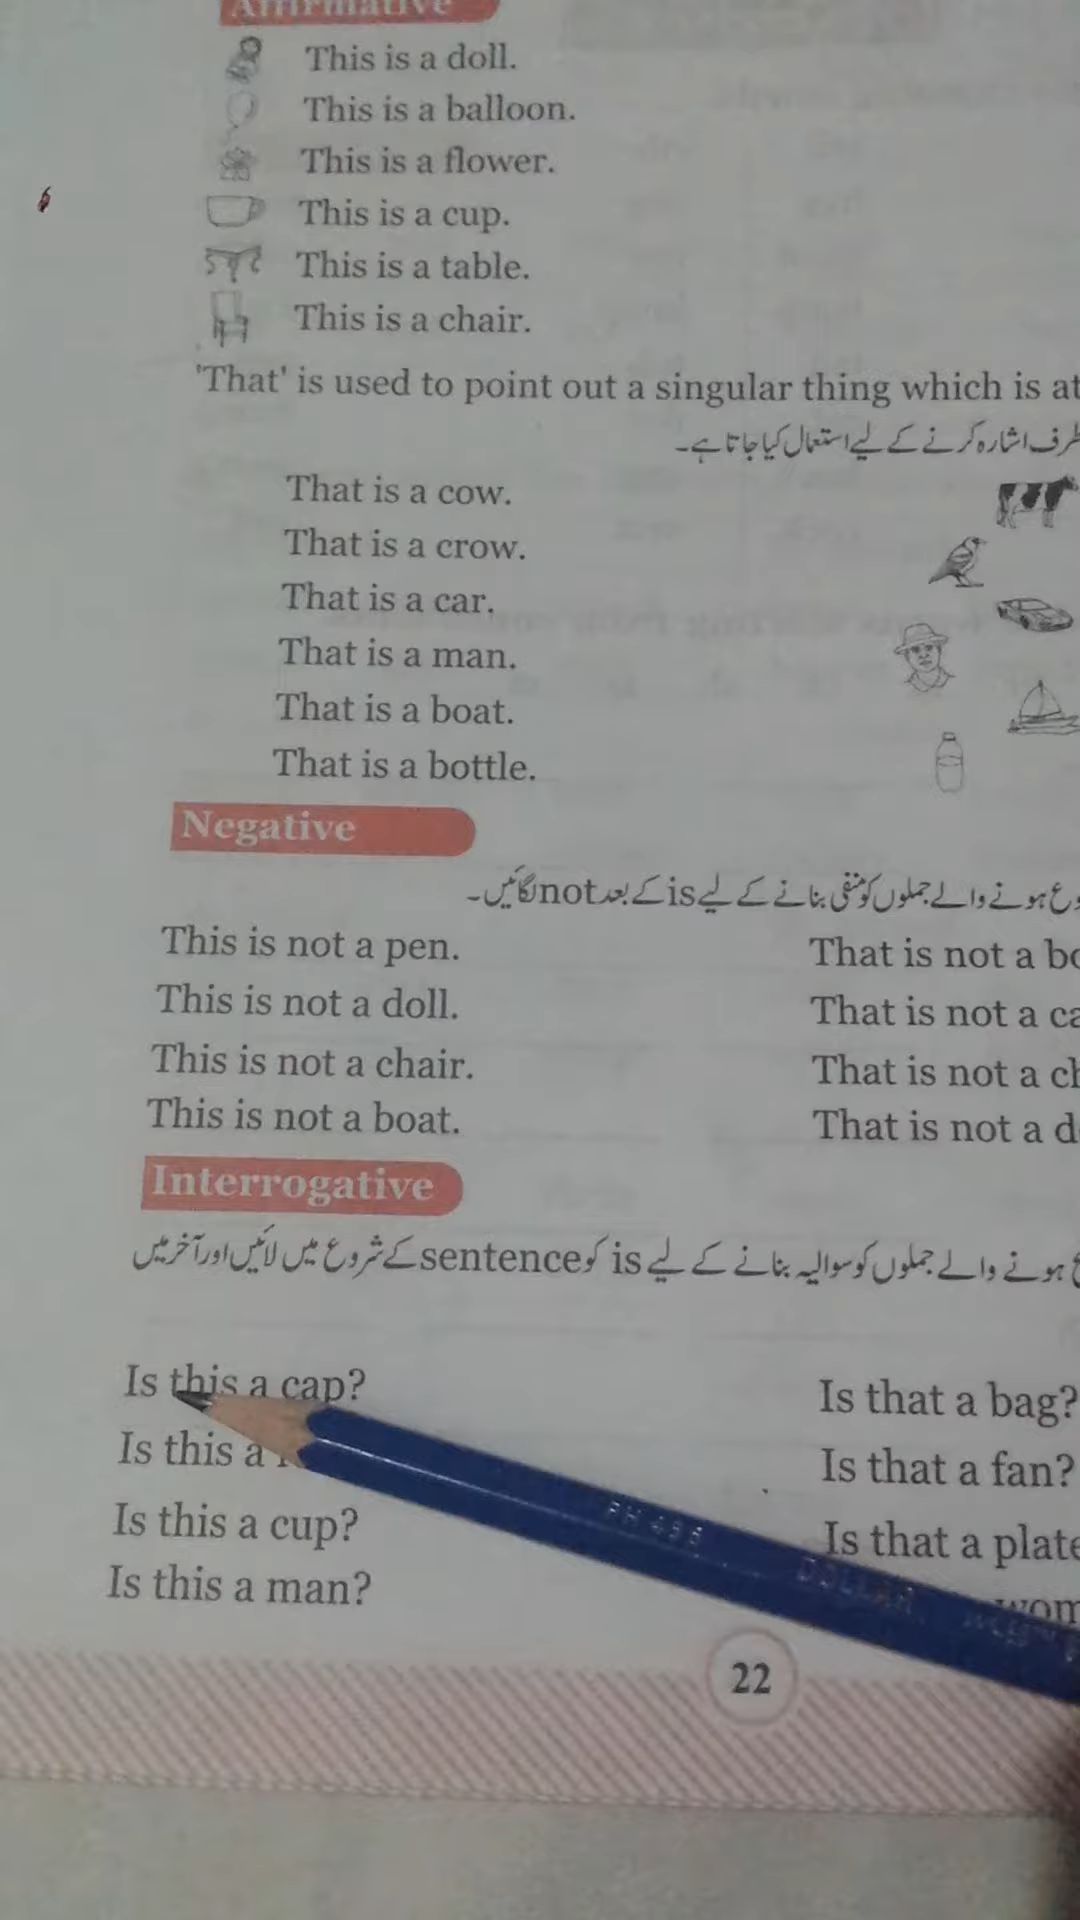 Affirmative
This is a doll.
This is a balloon.
This is a flower.
This is a cup.
This is a table.
This is a chair.
'That' is used to point out a singular thing which is at
طرف اشارہ کرنے کے لیے استعمال کیا جاتا ہے۔
That is a cow.
That is a crow.
That is a car.
That is a man.
That is a boat.
That is a bottle.
Negative
ہونے والے جملوں کو منفی بنانے کے لیے is کے بعد not لگائیں۔
This is not a pen. That is not a
This is not a doll. That is not a
This is not a chair. That is not a
This is not a boat. That is not a
Interrogative
ہونے والے جملوں کو سوالیہ بنانے کے لیے is کو sentence کے شروع میں لائیں اور آخر میں
Is this a cap? Is that a bag?
Is this a Is that a fan?
Is this a cup? Is that a plate
Is this a man?
DOLLAR
22